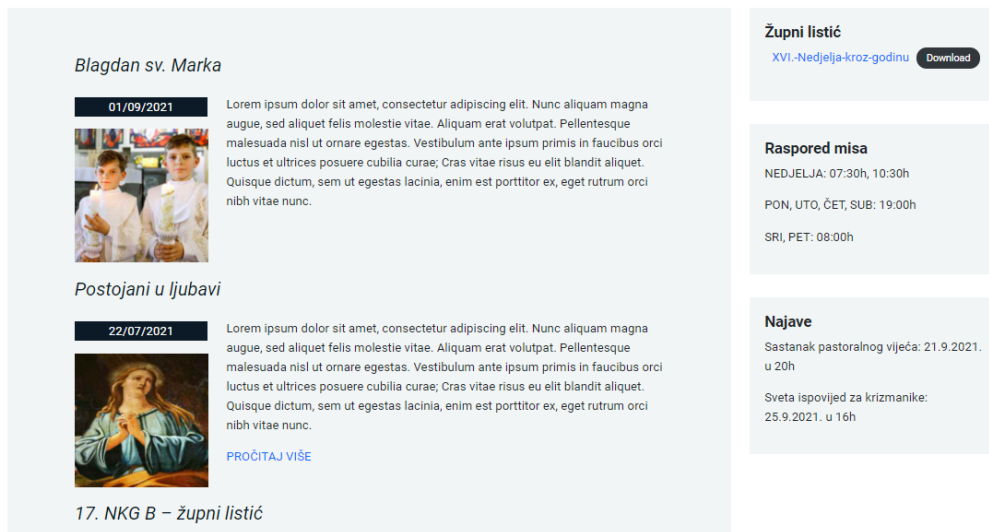 Blagdan sv. Marka
01/09/2021
Lorem ipsum dolor sit amet, consectetur adipiscing elit. Nunc aliquam magna
augue, sed aliquet felis molestie vitae. Aliquam erat volutpat. Pellentesque
malesuada nisl ut ornare egestas. Vestibulum ante ipsum primis in faucibus orci
luctus et ultrices posuere cubilia curae; Cras vitae risus eu elit blandit aliquet.
Quisque dictum, sem ut egestas lacinia, enim est porttitor ex, eget rutrum orci
nibh vitae nunc.
Postojani u ljubavi
22/07/2021
Lorem ipsum dolor sit amet, consectetur adipiscing elit. Nunc aliquam magna
augue, sed aliquet felis molestie vitae. Aliquam erat volutpat. Pellentesque
malesuada nisl ut ornare egestas. Vestibulum ante ipsum primis in faucibus orci
luctus et ultrices posuere cubilia curae; Cras vitae risus eu elit blandit aliquet.
Quisque dictum, sem ut egestas lacinia, enim est porttitor ex, eget rutrum orci
nibh vitae nunc.
PROČITAJ VIŠE
17. NKG B – župni listić
Župni listić
XVI.-Nedjelja-kroz-godinu Download
Raspored misa
NEDJELJA: 07:30h, 10:30h
PON, UTO, ČET, SUB: 19:00h
SRI, PET: 08:00h
Najave
Sastanak pastoralnog vijeća: 21.9.2021.
u 20h
Sveta ispovijed za krizmanike:
25.9.2021. u 16h